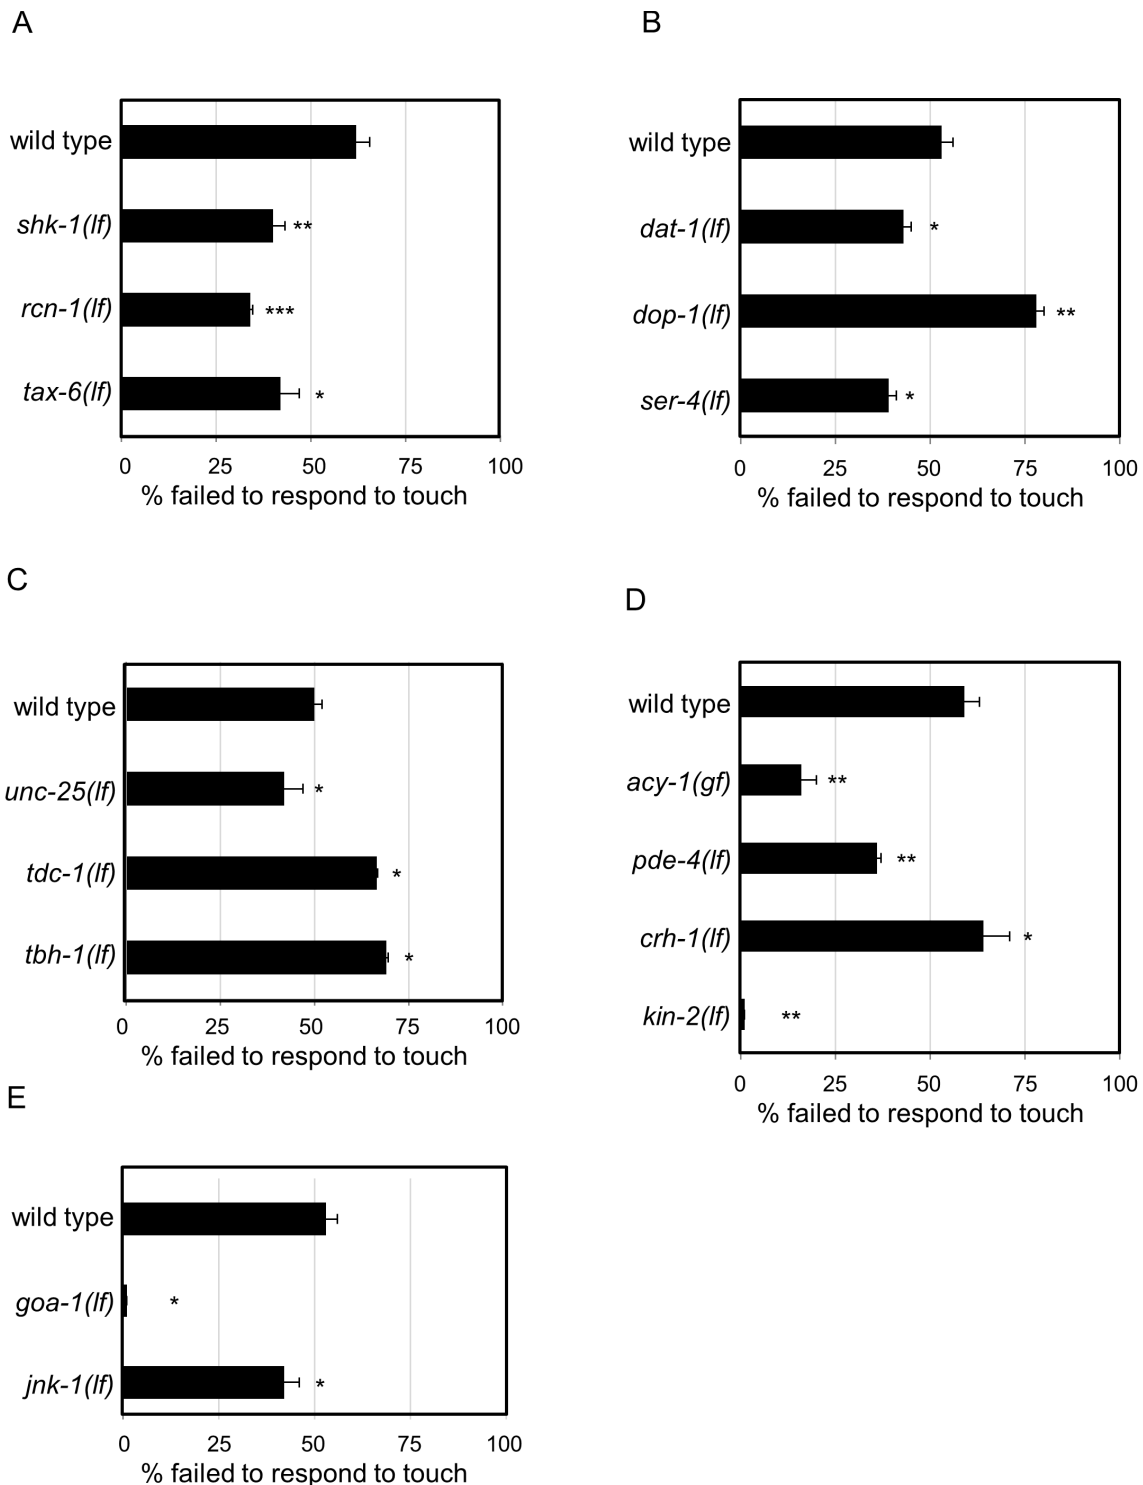 A
wild type
shk-1(lf) **
rcn-1(lf) ***
tax-6(lf) *
0 25 50 75 100
% failed to respond to touch
B
wild type
dat-1(lf) *
dop-1(lf) **
ser-4(lf) *
0 25 50 75 100
% failed to respond to touch
C
wild type
unc-25(lf) *
tdc-1(lf) *
tbh-1(lf) *
0 25 50 75 100
% failed to respond to touch
D
wild type
acy-1(gf) **
pde-4(lf) **
crh-1(lf) *
kin-2(lf) **
0 25 50 75 100
% failed to respond to touch
E
wild type
goa-1(lf) *
jnk-1(lf) *
0 25 50 75 100
% failed to respond to touch